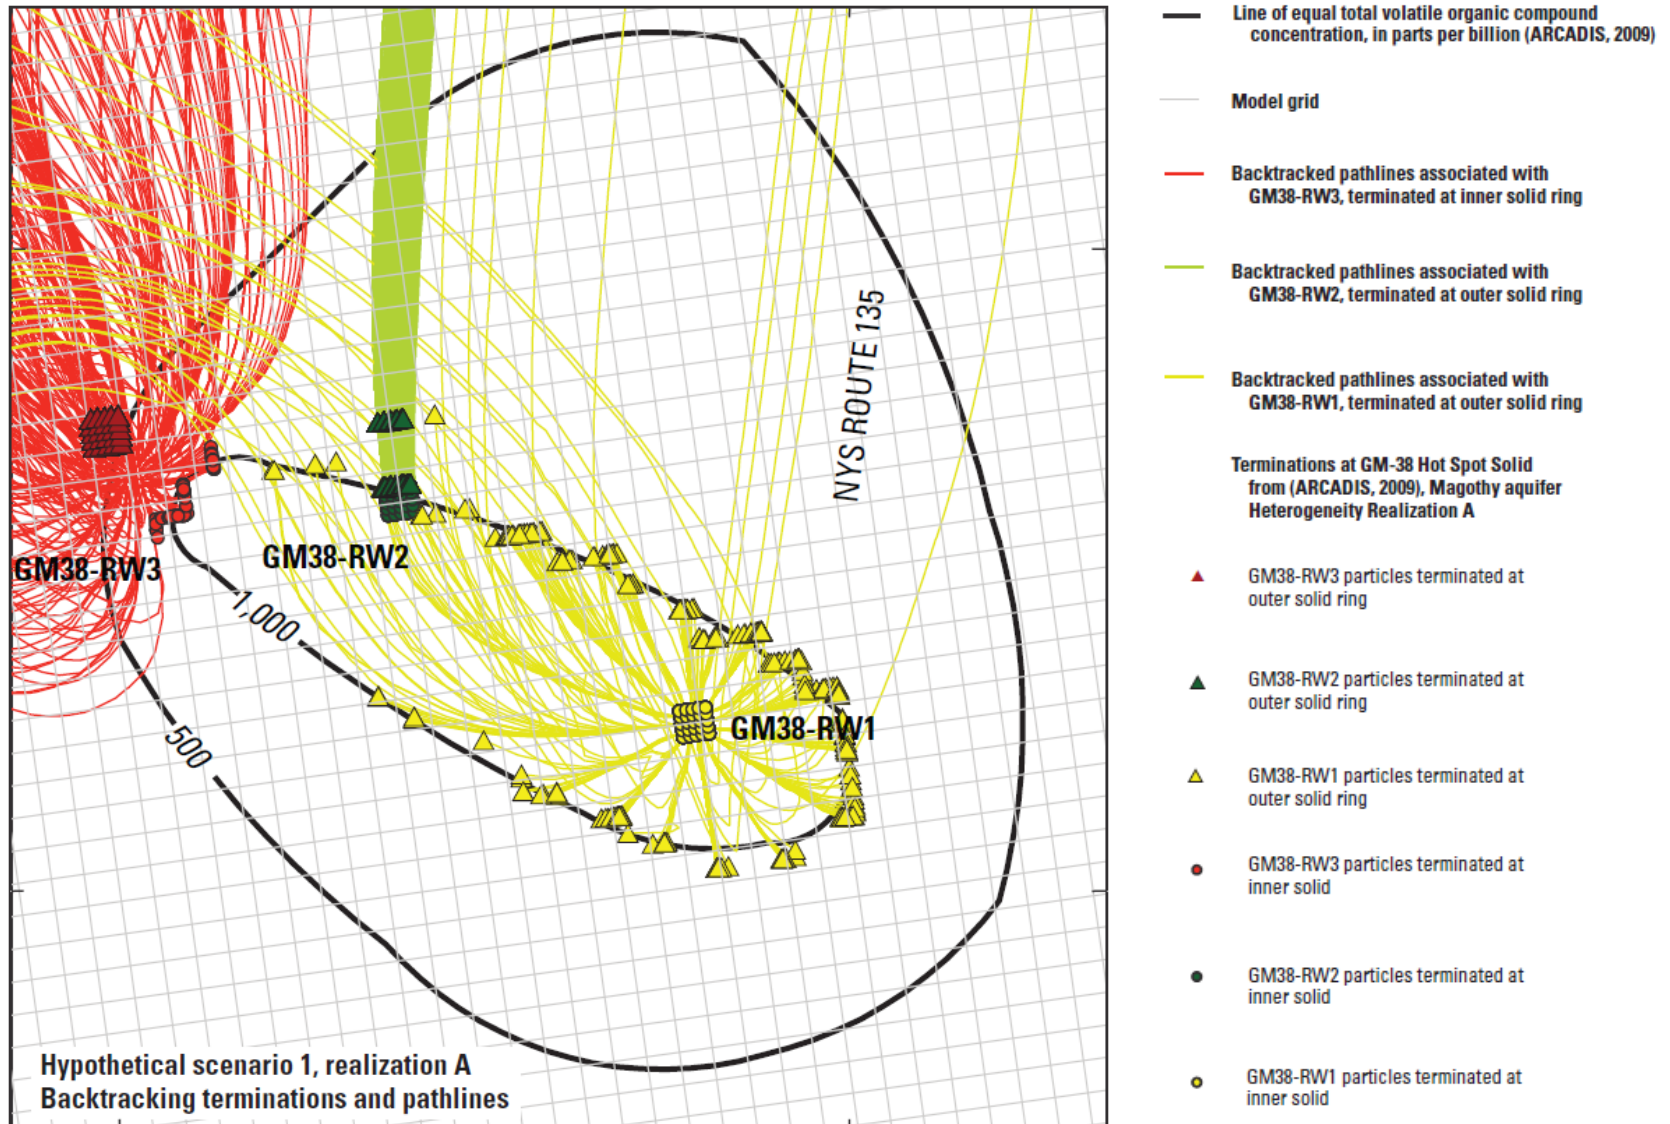 NYS ROUTE 135
GM38-RW3
GM38-RW2
1,000
GM38-RW1
500
Hypothetical scenario 1, realization A
Backtracking terminations and pathlines
Line of equal total volatile organic compound
concentration, in parts per billion (ARCADIS, 2009)
Model grid
Backtracked pathlines associated with
GM38-RW3, terminated at inner solid ring
Backtracked pathlines associated with
GM38-RW2, terminated at outer solid ring
Backtracked pathlines associated with
GM38-RW1, terminated at outer solid ring
Terminations at GM-38 Hot Spot Solid
from (ARCADIS, 2009), Magothy aquifer
Heterogeneity Realization A
GM38-RW3 particles terminated at
outer solid ring
GM38-RW2 particles terminated at
outer solid ring
GM38-RW1 particles terminated at
outer solid ring
GM38-RW3 particles terminated at
inner solid
GM38-RW2 particles terminated at
inner solid
GM38-RW1 particles terminated at
inner solid